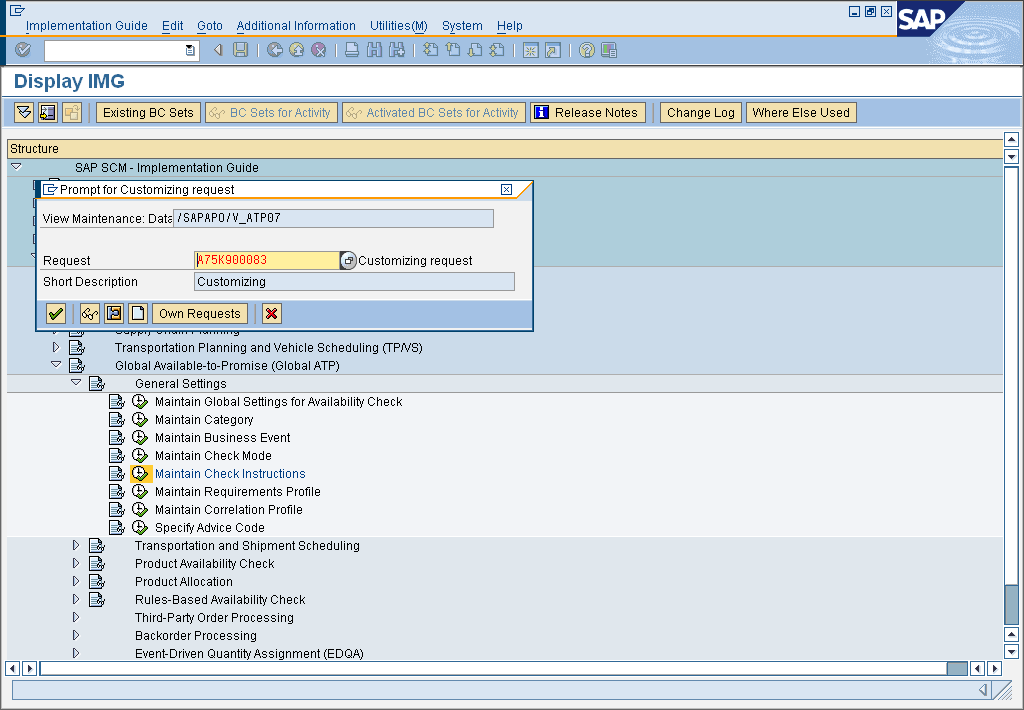 Implementation Guide Edit Goto Additional Information Utilities(M) System Help
SAP
Display IMG
Existing BC Sets BC Sets for Activity Activated BC Sets for Activity Release Notes Change Log Where Else Used
Structure
SAP SCM - Implementation Guide
Prompt for Customizing request
View Maintenance: Data /SAPAPO/V_ATP07
Request A75K900083 Customizing request
Short Description Customizing
Own Requests
Supply Chain Planning
Transportation Planning and Vehicle Scheduling (TP/VS)
Global Available-to-Promise (Global ATP)
General Settings
Maintain Global Settings for Availability Check
Maintain Category
Maintain Business Event
Maintain Check Mode
Maintain Check Instructions
Maintain Requirements Profile
Maintain Correlation Profile
Specify Advice Code
Transportation and Shipment Scheduling
Product Availability Check
Product Allocation
Rules-Based Availability Check
Third-Party Order Processing
Backorder Processing
Event-Driven Quantity Assignment (EDQA)